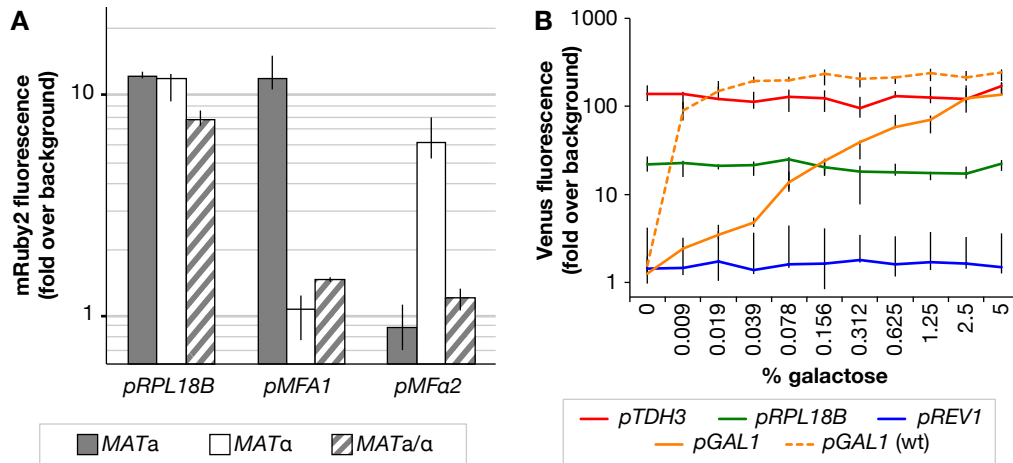 A
mRuby2 fluorescence
(fold over background)
10
1
pRPL18B
pMFA1
pMFα2
MATa
MATα
MATa/α
B
Venus fluorescence
(fold over background)
1000
100
10
1
0
0.009
0.019
0.039
0.078
0.156
0.312
0.625
1.25
2.5
5
% galactose
pTDH3
pRPL18B
pREV1
pGAL1
pGAL1 (wt)